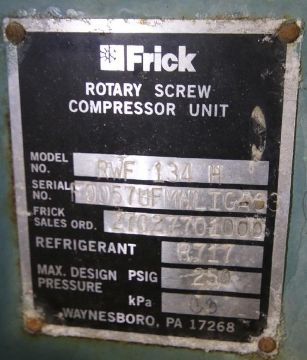 Frick
ROTARY SCREW
COMPRESSOR UNIT
MODEL NO. RWF 134 H
SERIAL NO.
FRICK SALES ORD.
REFRIGERANT R717
MAX. DESIGN PRESSURE PSIG 250
kPa
WAYNESBORO, PA 17268